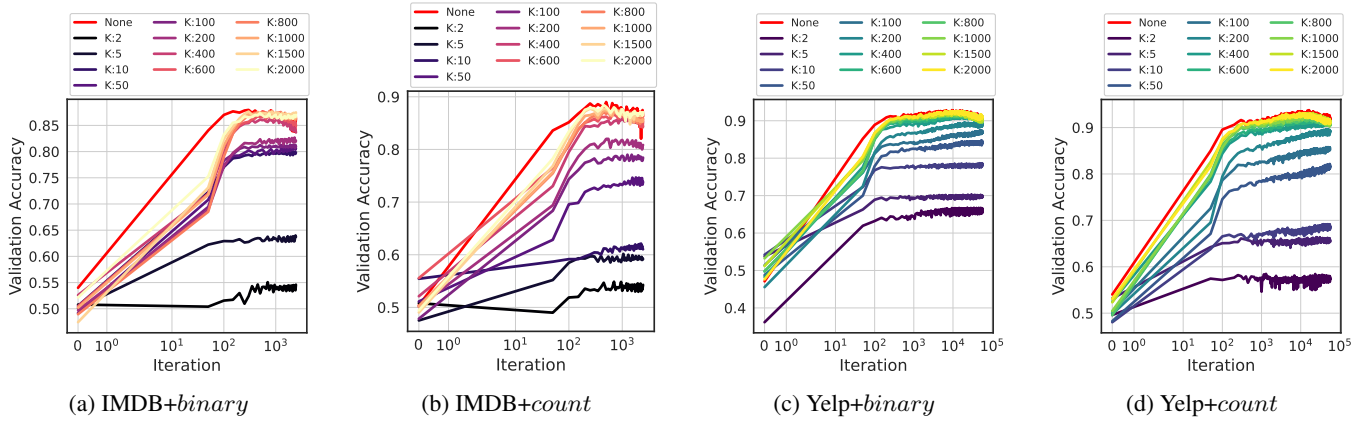 None K:100 K:800
K:2 K:200 K:1000
K:5 K:400 K:1500
K:10 K:600 K:2000
K:50
Validation Accuracy
0.85
0.80
0.75
0.70
0.65
0.60
0.55
0.50
0 10^0 10^1 10^2 10^3
Iteration
(a) IMDB+binary
None K:100 K:800
K:2 K:200 K:1000
K:5 K:400 K:1500
K:10 K:600 K:2000
K:50
Validation Accuracy
0.9
0.8
0.7
0.6
0.5
0 10^0 10^1 10^2 10^3
Iteration
(b) IMDB+count
None K:100 K:800
K:2 K:200 K:1000
K:5 K:400 K:1500
K:10 K:600 K:2000
K:50
Validation Accuracy
0.9
0.8
0.7
0.6
0.5
0.4
0 10^0 10^1 10^2 10^3 10^4 10^5
Iteration
(c) Yelp+binary
None K:100 K:800
K:2 K:200 K:1000
K:5 K:400 K:1500
K:10 K:600 K:2000
K:50
Validation Accuracy
0.9
0.8
0.7
0.6
0.5
0 10^0 10^1 10^2 10^3 10^4 10^5
Iteration
(d) Yelp+count